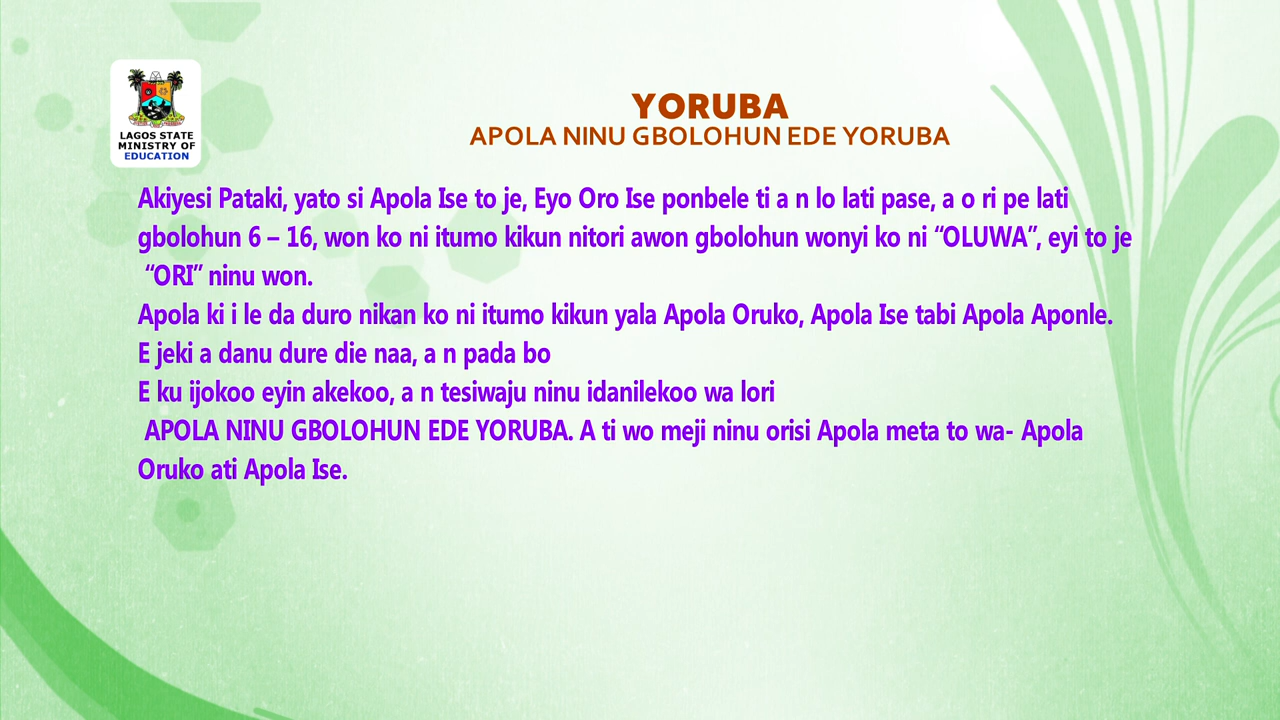 LAGOS STATE
MINISTRY OF
EDUCATION
YORUBA
APOLA NINU GBOLOHUN EDE YORUBA
Akiyesi Pataki, yato si Apola Ise to je, Eyo Oro Ise ponbele ti a n lo lati pase, a o ri pe lati
gbolohun 6 – 16, won ko ni itumo kikun nitori awon gbolohun wonyi ko ni “OLUWA”, eyi to je
“ORI” ninu won.
Apola ki i le da duro nikan ko ni itumo kikun yala Apola Oruko, Apola Ise tabi Apola Aponle.
E jeki a danu dure die naa, a n pada bo
E ku ijokoo eyin akekoo, a n tesiwaju ninu idanilekoo wa lori
APOLA NINU GBOLOHUN EDE YORUBA. A ti wo meji ninu orisi Apola meta to wa- Apola
Oruko ati Apola Ise.